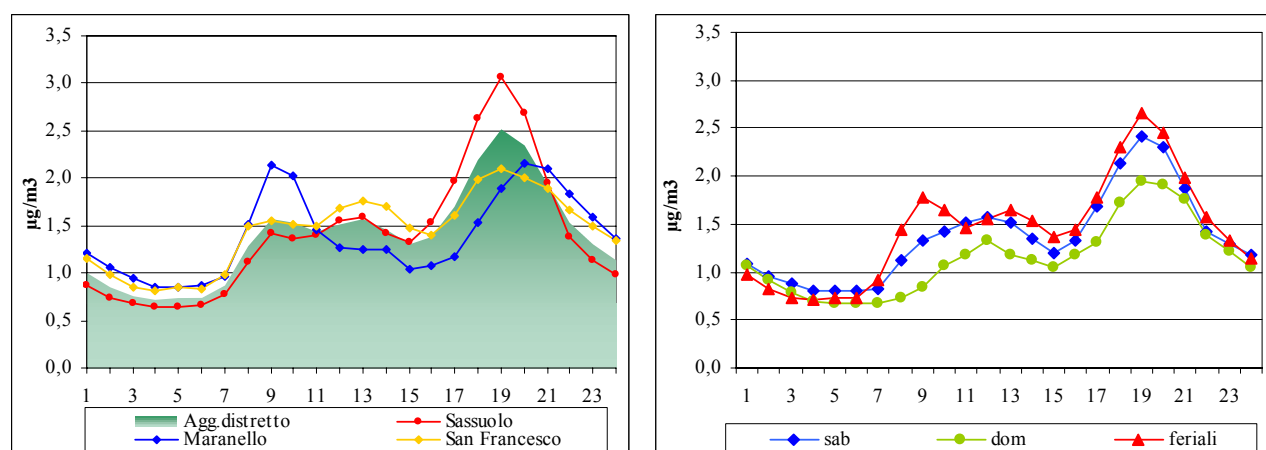 3,5
3,0
2,5
2,0
1,5
1,0
0,5
0,0
µg/m3
1 3 5 7 9 11 13 15 17 19 21 23
Agg.distretto Sassuolo
Maranello San Francesco
3,5
3,0
2,5
2,0
1,5
1,0
0,5
0,0
µg/m3
1 3 5 7 9 11 13 15 17 19 21 23
sab dom feriali